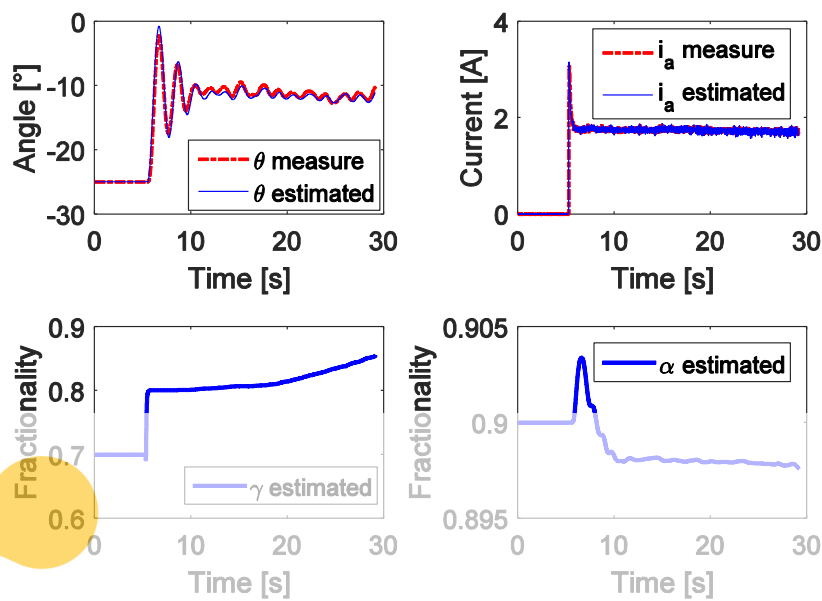 0
-10
-20
-30
Angle [°]
θ measure
θ estimated
0 10 20 30
Time [s]
4
2
0
Current [A]
i_a measure
i_a estimated
0 10 20 30
Time [s]
0.9
0.8
0.7
0.6
Fractionality
γ estimated
0 10 20 30
Time [s]
0.905
0.9
0.895
Fractionality
α estimated
0 10 20 30
Time [s]